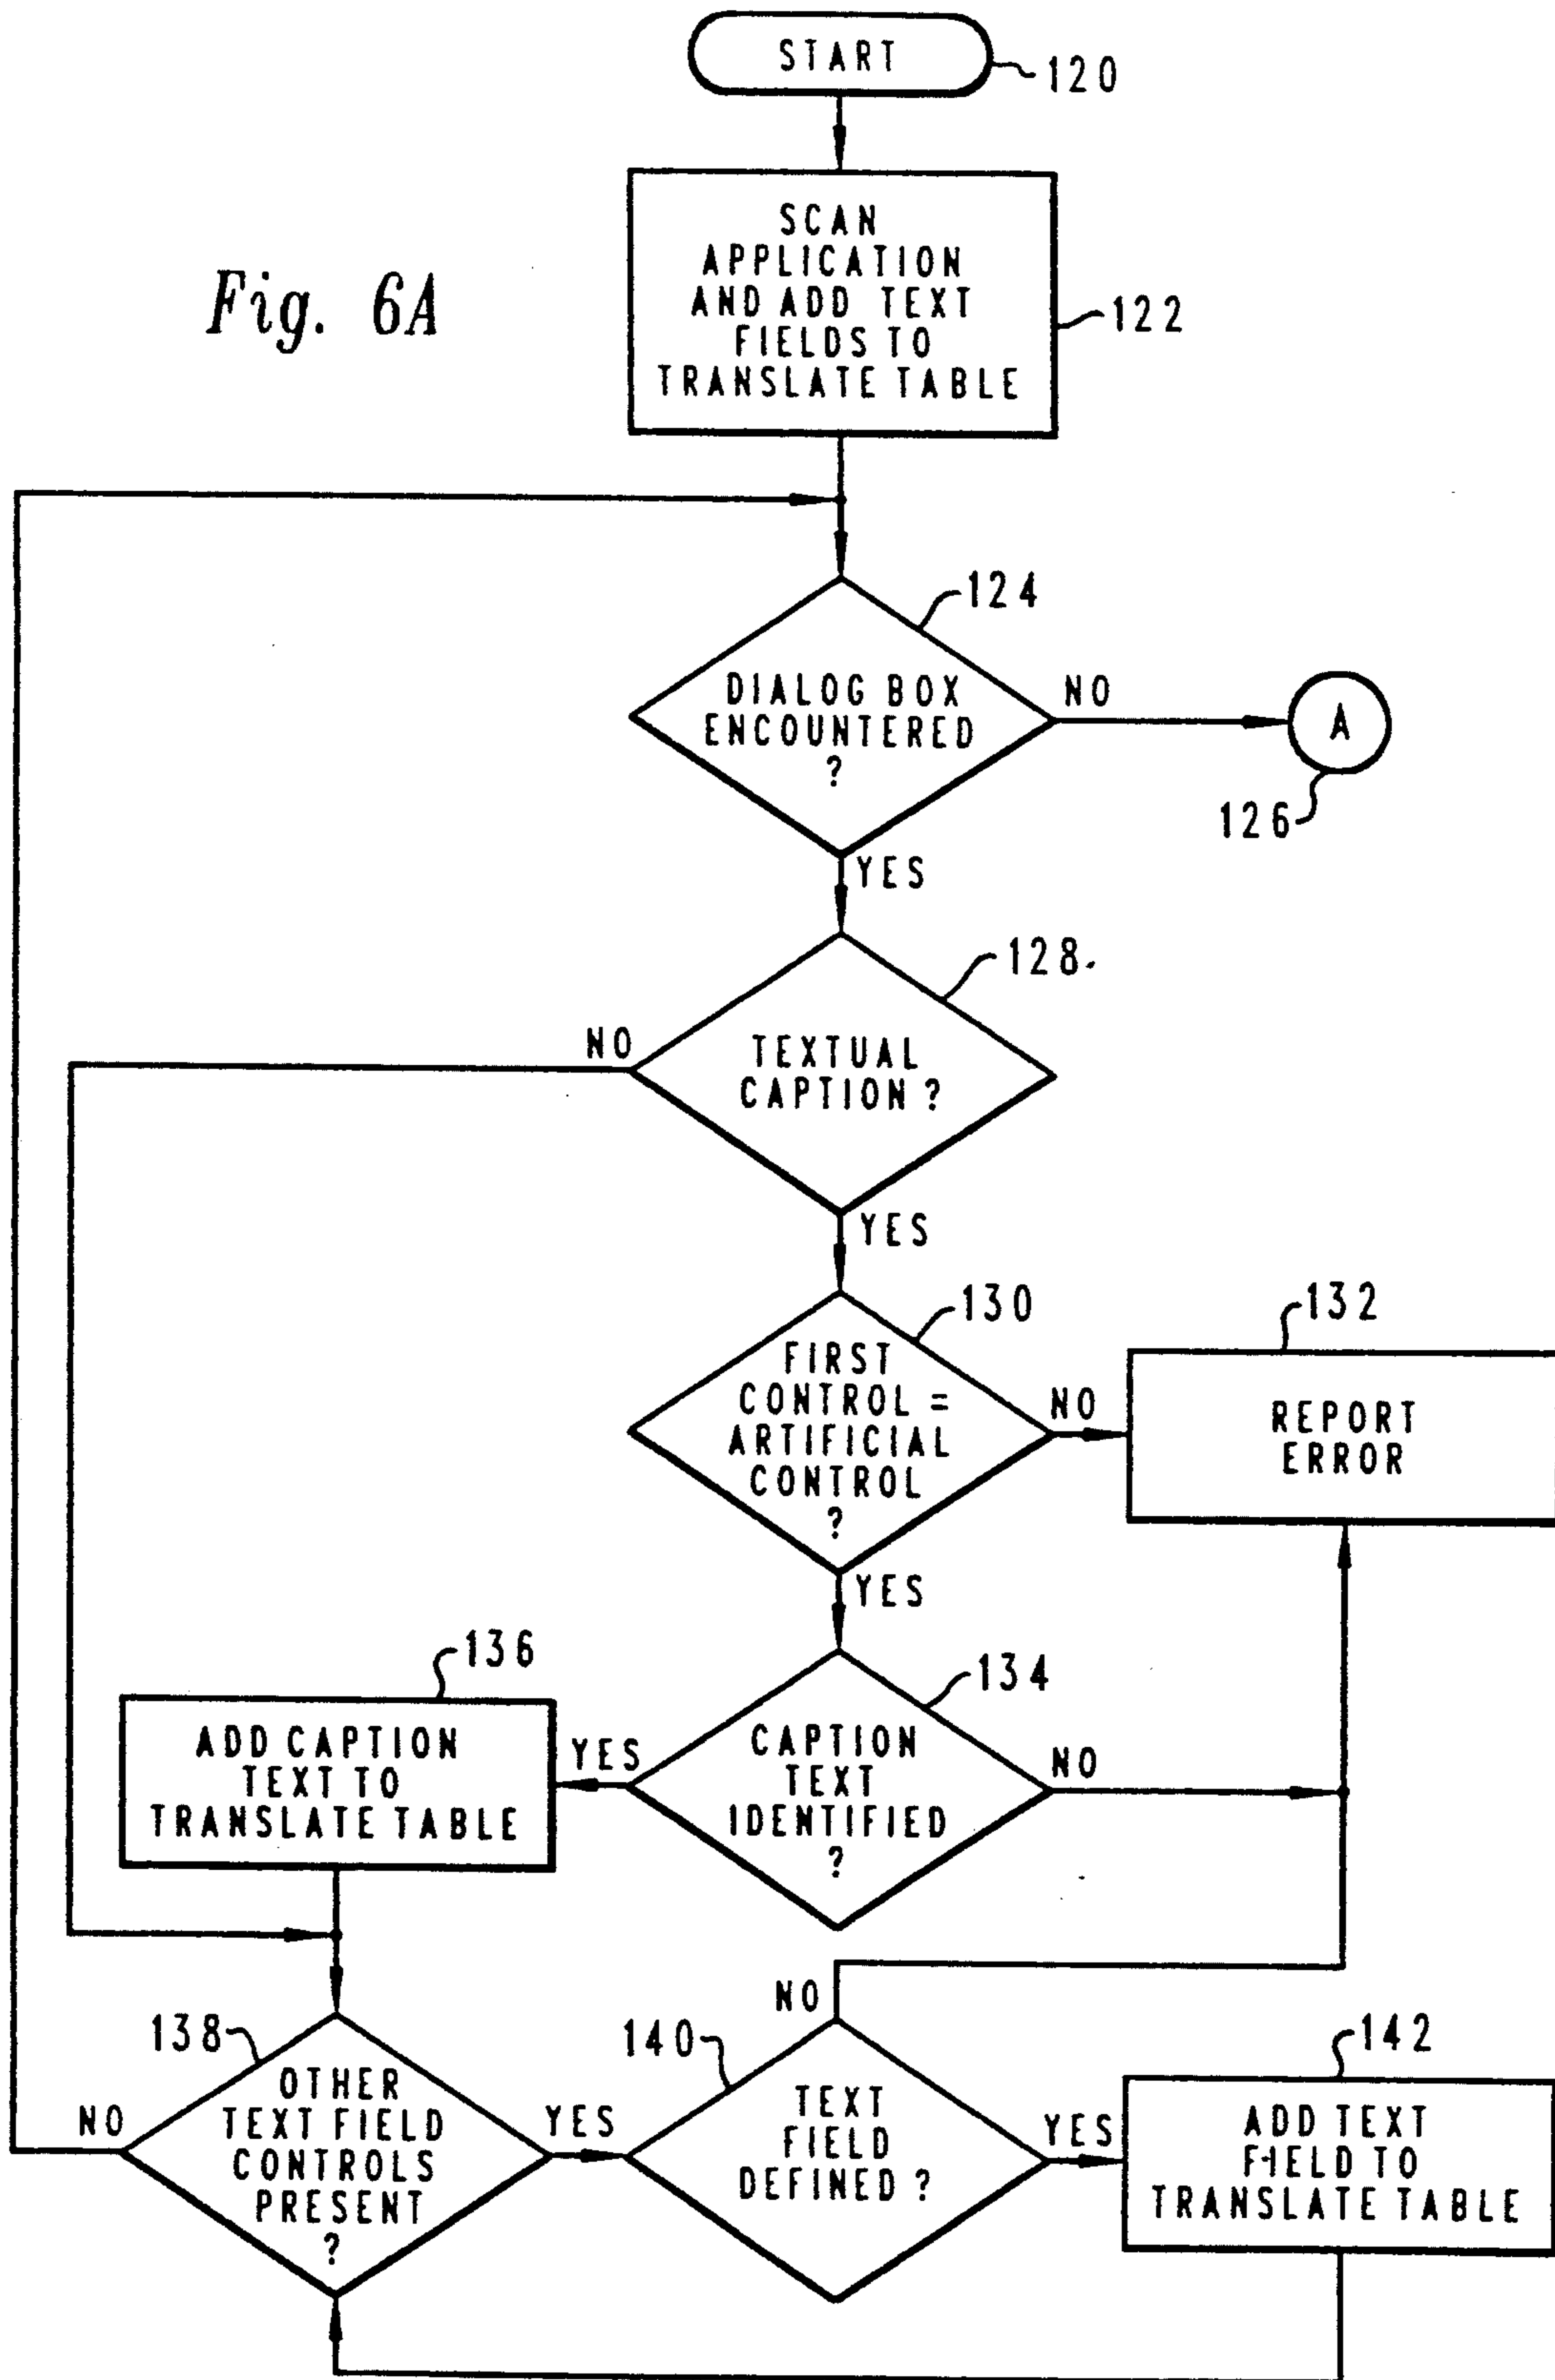 START
120
SCAN
APPLICATION
AND ADD TEXT
FIELDS TO
TRANSLATE TABLE
122
Fig. 6A
124
DIALOG BOX
ENCOUNTERED
?
NO
A
126
YES
128
TEXTUAL
CAPTION ?
NO
YES
130
FIRST
CONTROL =
ARTIFICIAL
CONTROL
?
NO
132
REPORT
ERROR
YES
134
CAPTION
TEXT
IDENTIFIED
?
YES
NO
136
ADD CAPTION
TEXT TO
TRANSLATE TABLE
138
OTHER
TEXT FIELD
CONTROLS
PRESENT
?
NO
YES
140
TEXT
FIELD
DEFINED ?
NO
YES
142
ADD TEXT
FIELD TO
TRANSLATE TABLE